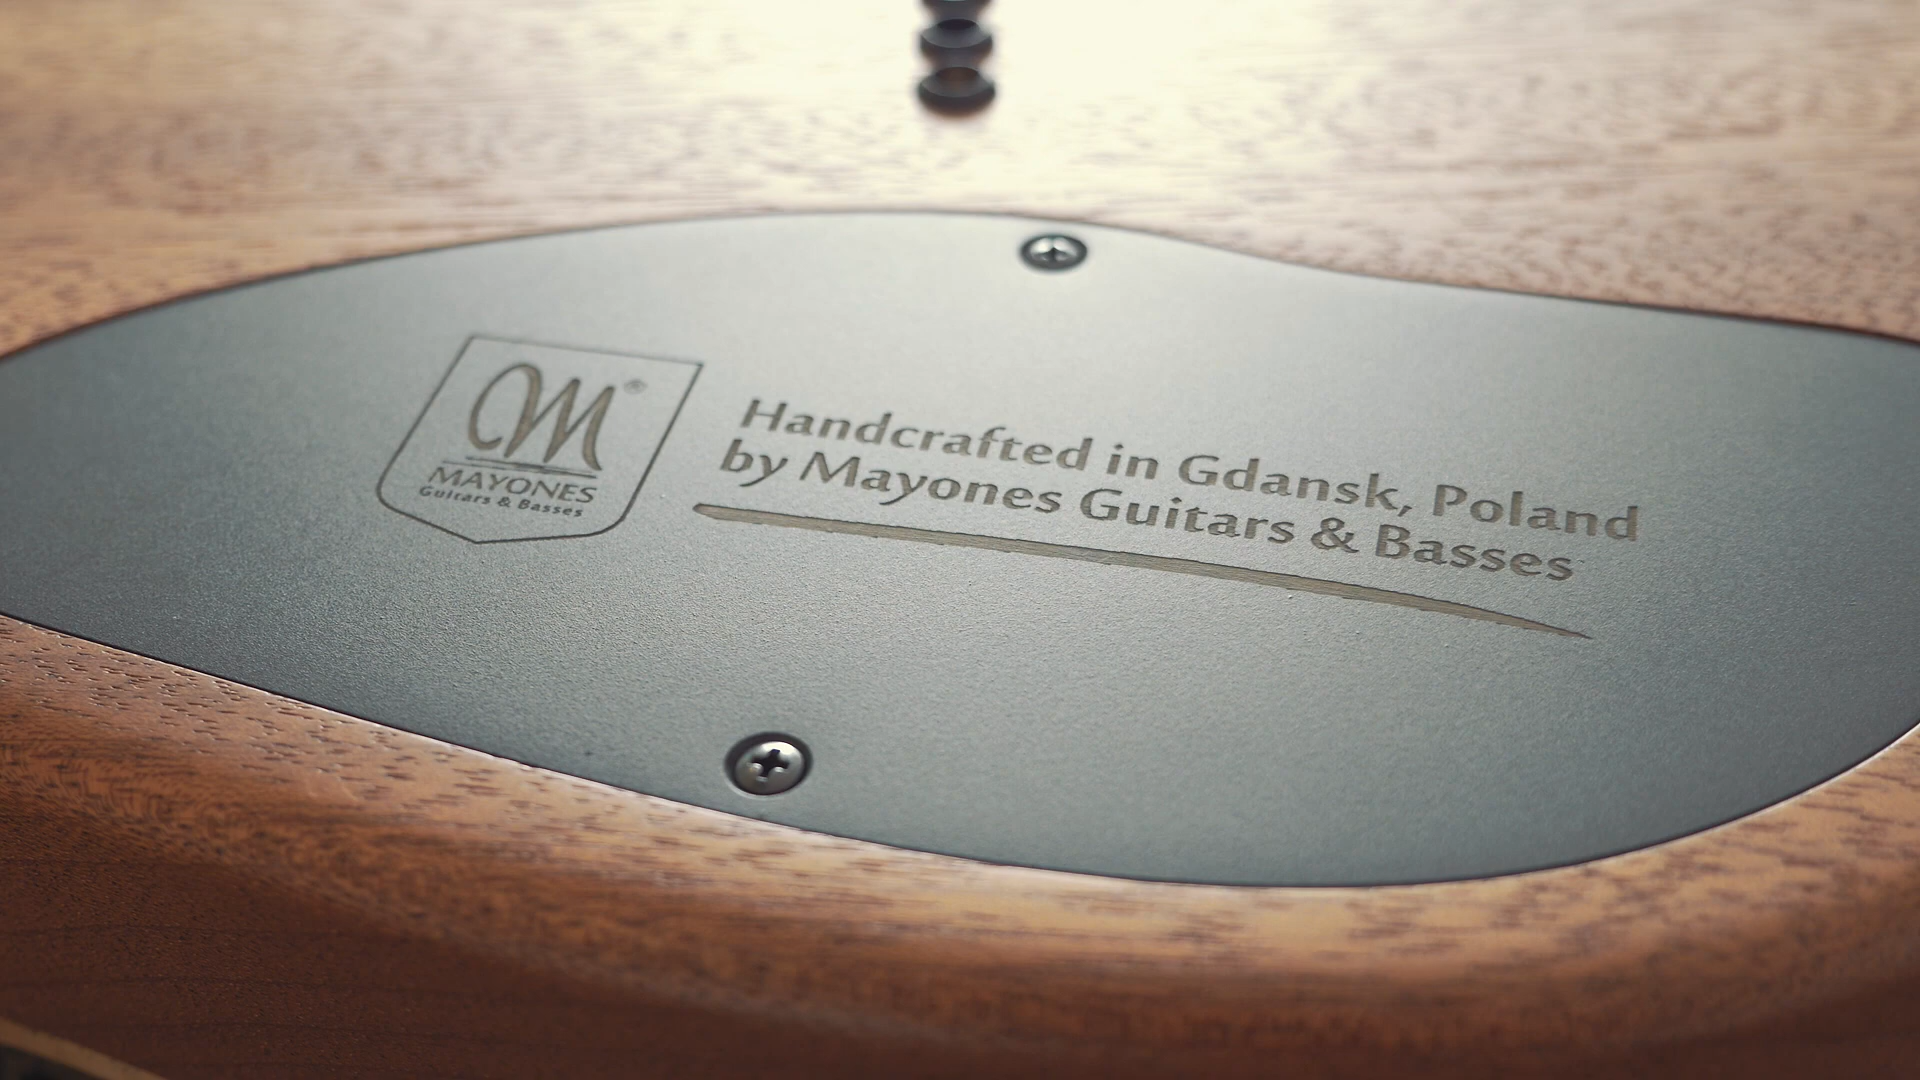 M®
MAYONES
Guitars & Basses
Handcrafted in Gdansk, Poland
by Mayones Guitars & Basses